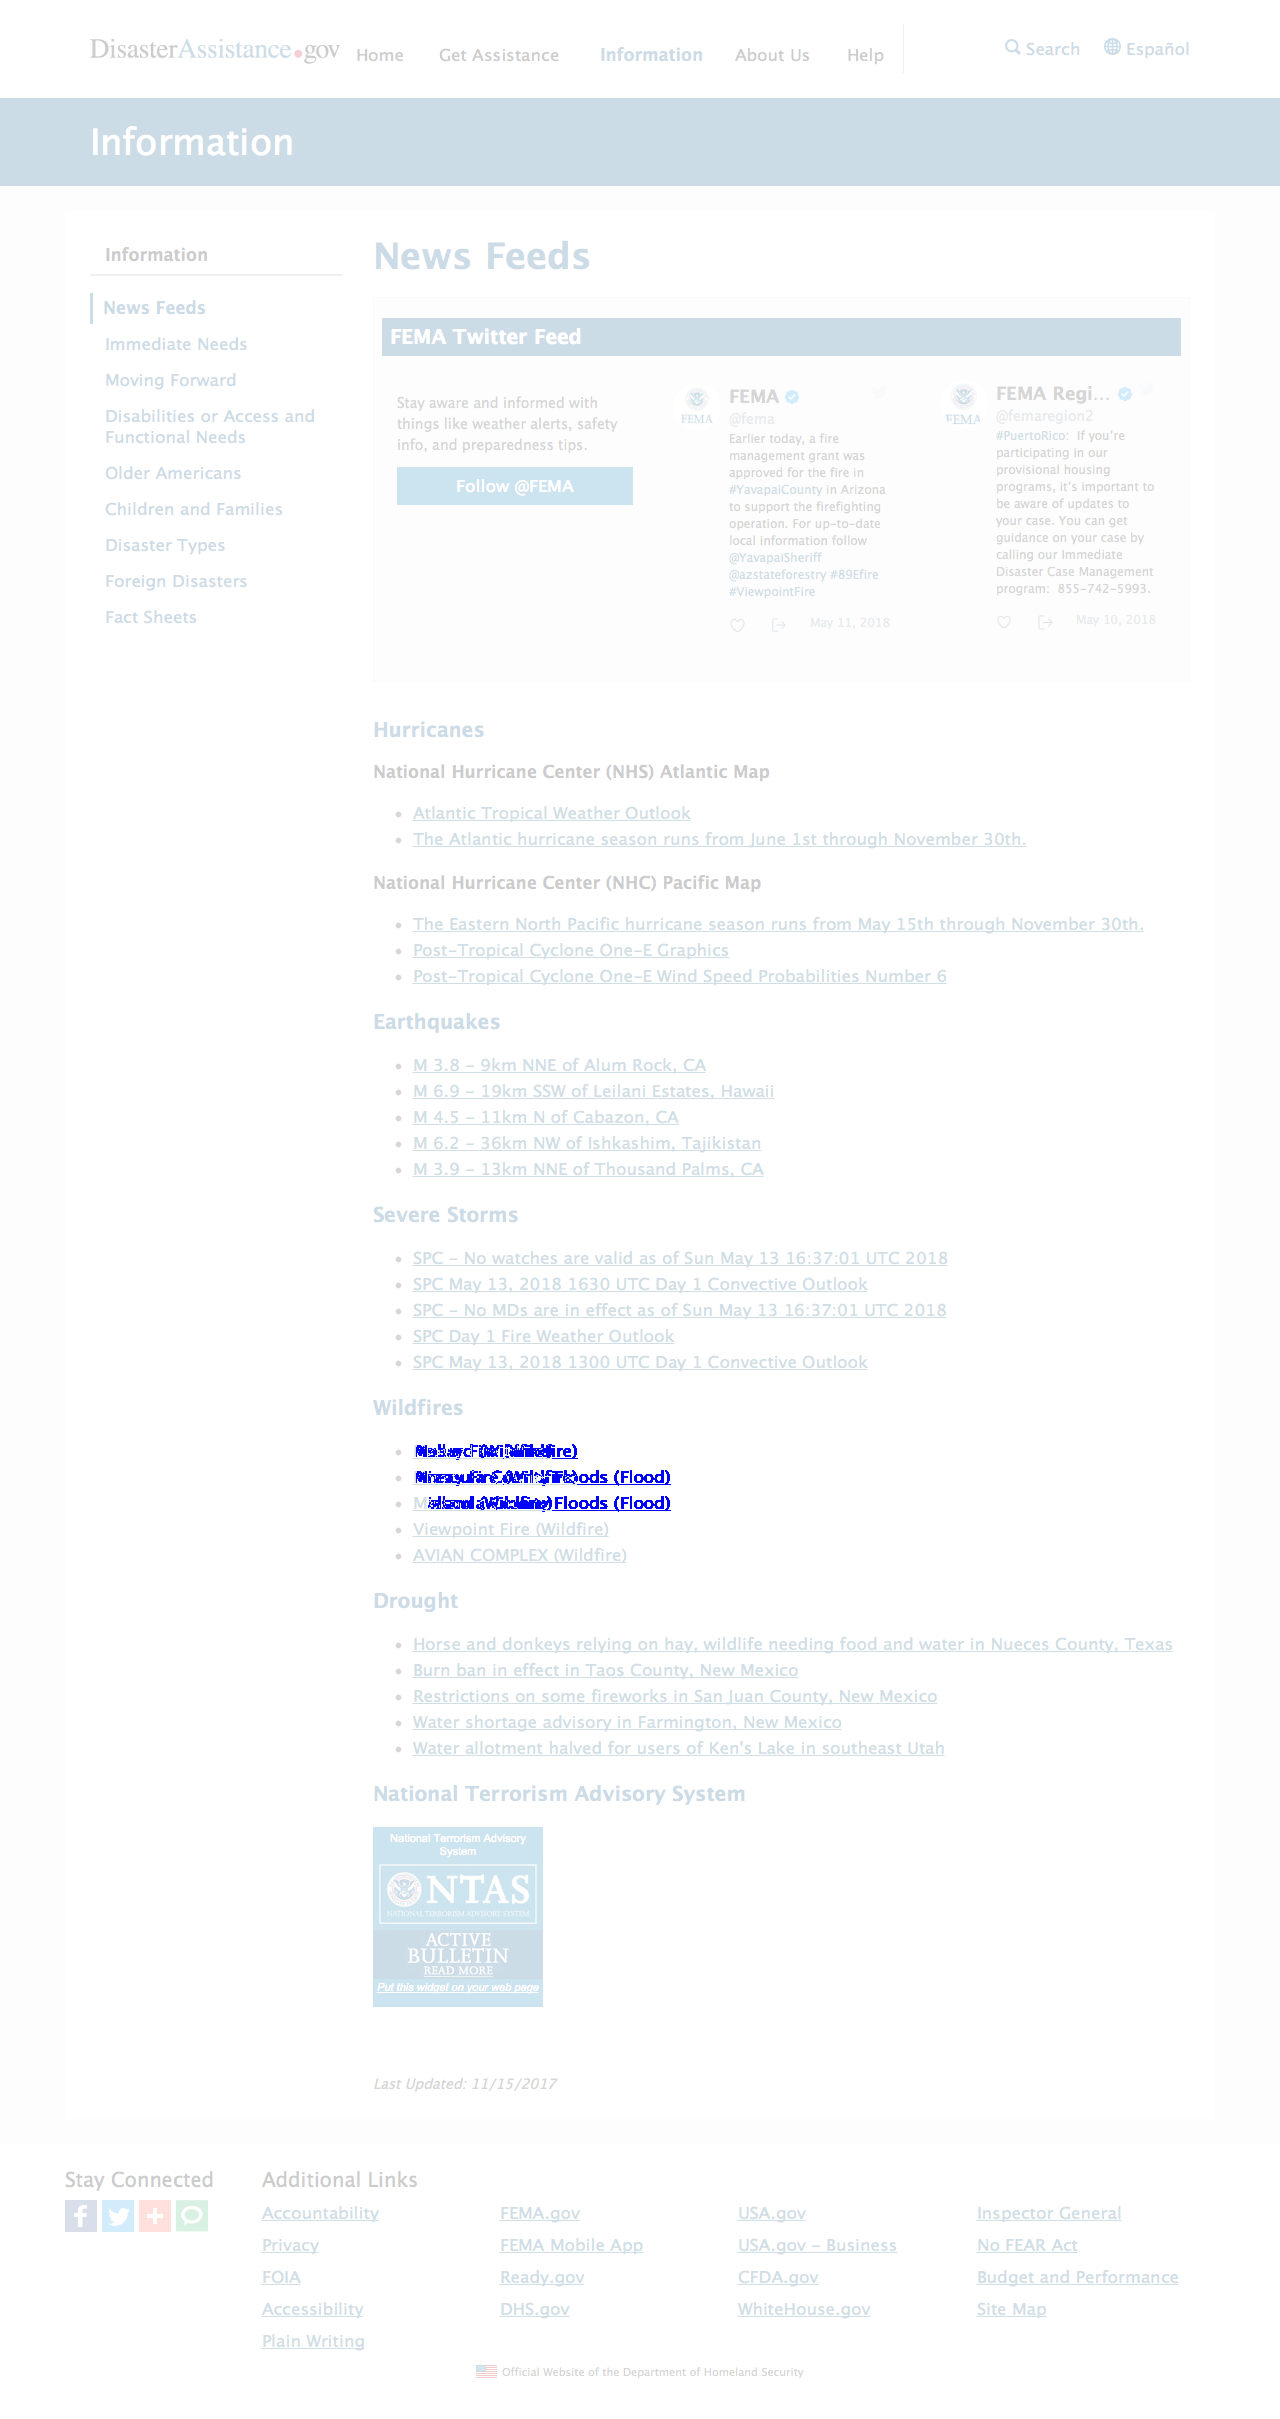 DisasterAssistance.gov
Home Get Assistance Information About Us Help
Search Español
Information
Information
News Feeds
Immediate Needs
Moving Forward
Disabilities or Access and
Functional Needs
Older Americans
Children and Families
Disaster Types
Foreign Disasters
Fact Sheets
News Feeds
FEMA Twitter Feed
Stay aware and informed with
things like weather alerts, safety
info, and preparedness tips.
Follow @FEMA
FEMA
FEMA
@fema
Earlier today, a fire
management grant was
approved for the fire in
#YavapaiCounty in Arizona
to support the firefighting
operation. For up-to-date
local information follow
@YavapaiSheriff
@azstateforestry #89Efire
#ViewpointFire
May 11, 2018
FEMA
FEMA Regi...
@femaregion2
#PuertoRico: If you're
participating in our
provisional housing
programs, it's important to
be aware of updates to
your case. You can get
guidance on your case by
calling our Immediate
Disaster Case Management
program: 855-742-5993.
May 10, 2018
Hurricanes
National Hurricane Center (NHS) Atlantic Map
• Atlantic Tropical Weather Outlook
• The Atlantic hurricane season runs from June 1st through November 30th.
National Hurricane Center (NHC) Pacific Map
• The Eastern North Pacific hurricane season runs from May 15th through November 30th.
• Post-Tropical Cyclone One-E Graphics
• Post-Tropical Cyclone One-E Wind Speed Probabilities Number 6
Earthquakes
• M 3.8 - 9km NNE of Alum Rock, CA
• M 6.9 - 19km SSW of Leilani Estates, Hawaii
• M 4.5 - 11km N of Cabazon, CA
• M 6.2 - 36km NW of Ishkashim, Tajikistan
• M 3.9 - 13km NNE of Thousand Palms, CA
Severe Storms
• SPC - No watches are valid as of Sun May 13 16:37:01 UTC 2018
• SPC May 13, 2018 1630 UTC Day 1 Convective Outlook
• SPC - No MDs are in effect as of Sun May 13 16:37:01 UTC 2018
• SPC Day 1 Fire Weather Outlook
• SPC May 13, 2018 1300 UTC Day 1 Convective Outlook
Wildfires
• 
• Floods (Flood)
• Floods (Flood)
• Viewpoint Fire (Wildfire)
• AVIAN COMPLEX (Wildfire)
Drought
• Horse and donkeys relying on hay, wildlife needing food and water in Nueces County, Texas
• Burn ban in effect in Taos County, New Mexico
• Restrictions on some fireworks in San Juan County, New Mexico
• Water shortage advisory in Farmington, New Mexico
• Water allotment halved for users of Ken's Lake in southeast Utah
National Terrorism Advisory System
National Terrorism Advisory
System
NTAS
NATIONAL TERRORISM ADVISORY SYSTEM
ACTIVE
BULLETIN
READ MORE
Put this widget on your web page
Last Updated: 11/15/2017
Stay Connected
Additional Links
Accountability FEMA.gov USA.gov Inspector General
Privacy FEMA Mobile App USA.gov - Business No FEAR Act
FOIA Ready.gov CFDA.gov Budget and Performance
Accessibility DHS.gov WhiteHouse.gov Site Map
Plain Writing
Official Website of the Department of Homeland Security